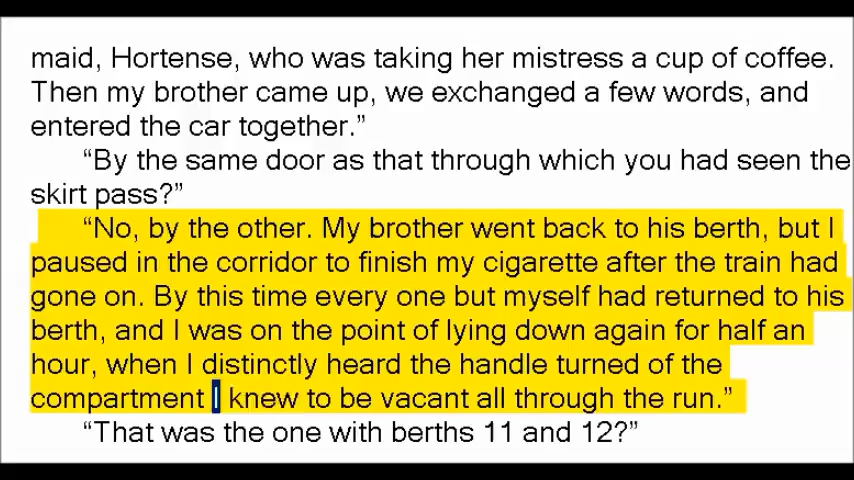 maid, Hortense, who was taking her mistress a cup of coffee.
Then my brother came up, we exchanged a few words, and
entered the car together.”
“By the same door as that through which you had seen the
skirt pass?”
“No, by the other. My brother went back to his berth, but I
paused in the corridor to finish my cigarette after the train had
gone on. By this time every one but myself had returned to his
berth, and I was on the point of lying down again for half an
hour, when I distinctly heard the handle turned of the
compartment I knew to be vacant all through the run.”
“That was the one with berths 11 and 12?”